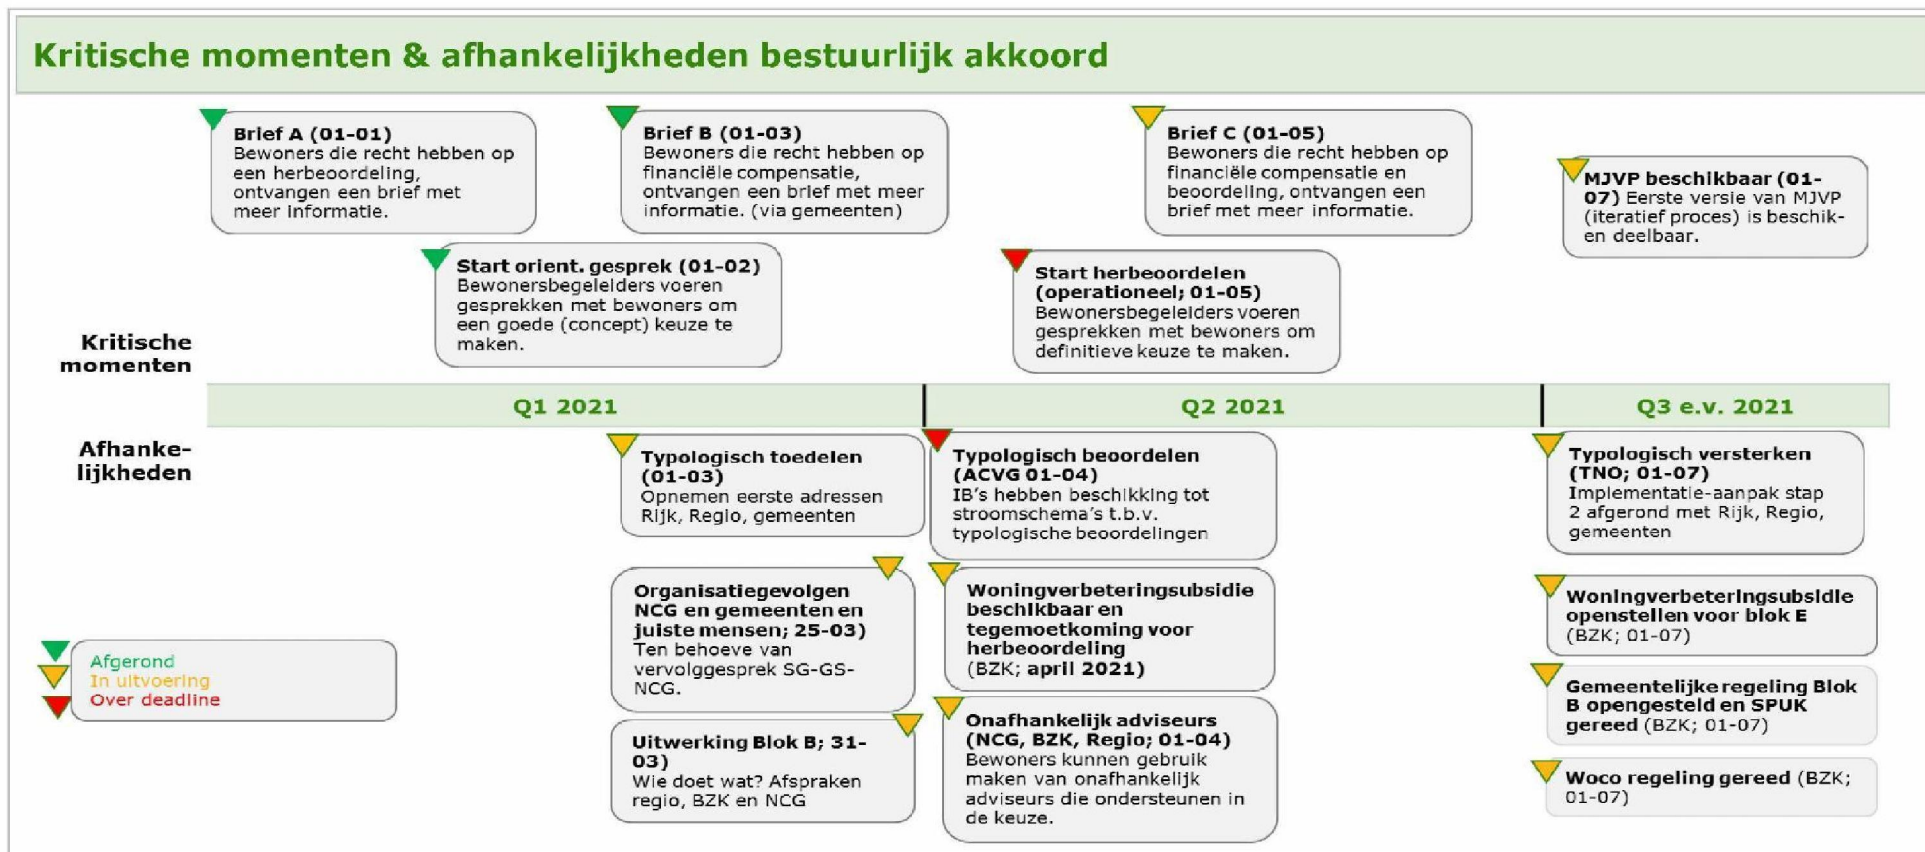 Kritische momenten & afhankelijkheden bestuurlijk akkoord
Brief A (01-01)
Bewoners die recht hebben op
een herbeoordeling,
ontvangen een brief met
meer informatie.
Brief B (01-03)
Bewoners die recht hebben op
financiële compensatie,
ontvangen een brief met meer
informatie. (via gemeenten)
Brief C (01-05)
Bewoners die recht hebben op
financiële compensatie en
beoordeling, ontvangen een
brief met meer informatie.
MJVP beschikbaar (01-
07) Eerste versie van MJVP
(iteratief proces) is beschik-
en deelbaar.
Start orient. gesprek (01-02)
Bewonersbegeleiders voeren
gesprekken met bewoners om
een goede (concept) keuze te
maken.
Start herbeoordelen
(operationeel; 01-05)
Bewonersbegeleiders voeren
gesprekken met bewoners om
definitieve keuze te maken.
Kritische
momenten
Q1 2021
Q2 2021
Q3 e.v. 2021
Afhanke-
lijkheden
Typologisch toedelen
(01-03)
Opnemen eerste adressen
Rijk, Regio, gemeenten
Typologisch beoordelen
(ACVG 01-04)
IB's hebben beschikking tot
stroomschema's t.b.v.
typologische beoordelingen
Typologisch versterken
(TNO; 01-07)
Implementatie-aanpak stap
2 afgerond met Rijk, Regio,
gemeenten
Organisatiegevolgen
NCG en gemeenten en
juiste mensen; 25-03)
Ten behoeve van
vervolggesprek SG-GS-
NCG.
Woningverbeteringsubsidie
beschikbaar en
tegemoetkoming voor
herbeoordeling
(BZK; april 2021)
Woningverbeteringsubsidie
openstellen voor blok E
(BZK; 01-07)
Gemeentelijke regeling Blok
B opengesteld en SPUK
gereed (BZK; 01-07)
Uitwerking Blok B; 31-
03)
Wie doet wat? Afspraken
regio, BZK en NCG
Onafhankelijk adviseurs
(NCG, BZK, Regio; 01-04)
Bewoners kunnen gebruik
maken van onafhankelijk
adviseurs die ondersteunen in
de keuze.
Woco regeling gereed (BZK;
01-07)
Afgerond
In uitvoering
Over deadline